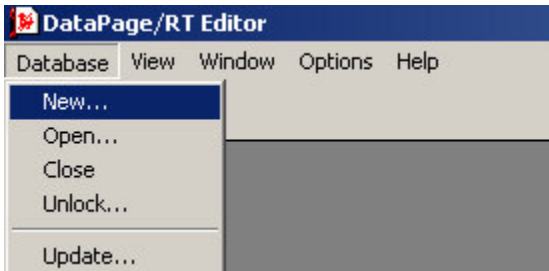 DataPage/RT Editor
Database View Window Options Help
New...
Open...
Close
Unlock...
Update...